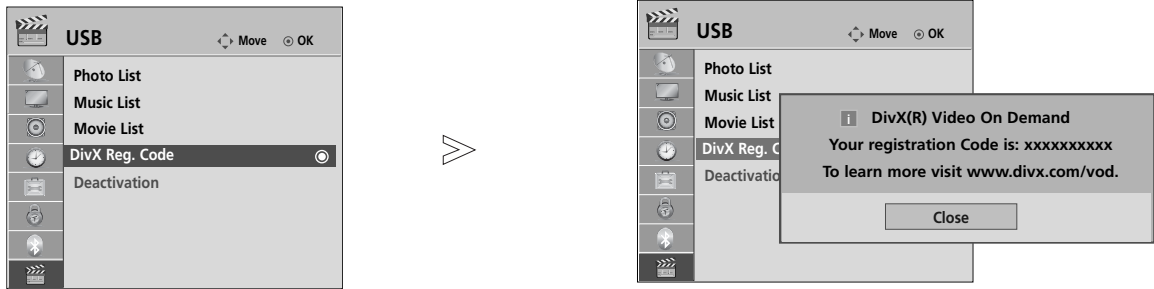 USB
Move
OK
Photo List
Music List
Movie List
DivX Reg. Code
Deactivation
USB
Move
OK
Photo List
Music List
Movie List
DivX Reg. C
Deactivatio
i DivX(R) Video On Demand
Your registration Code is: xxxxxxxxxx
To learn more visit www.divx.com/vod.
Close